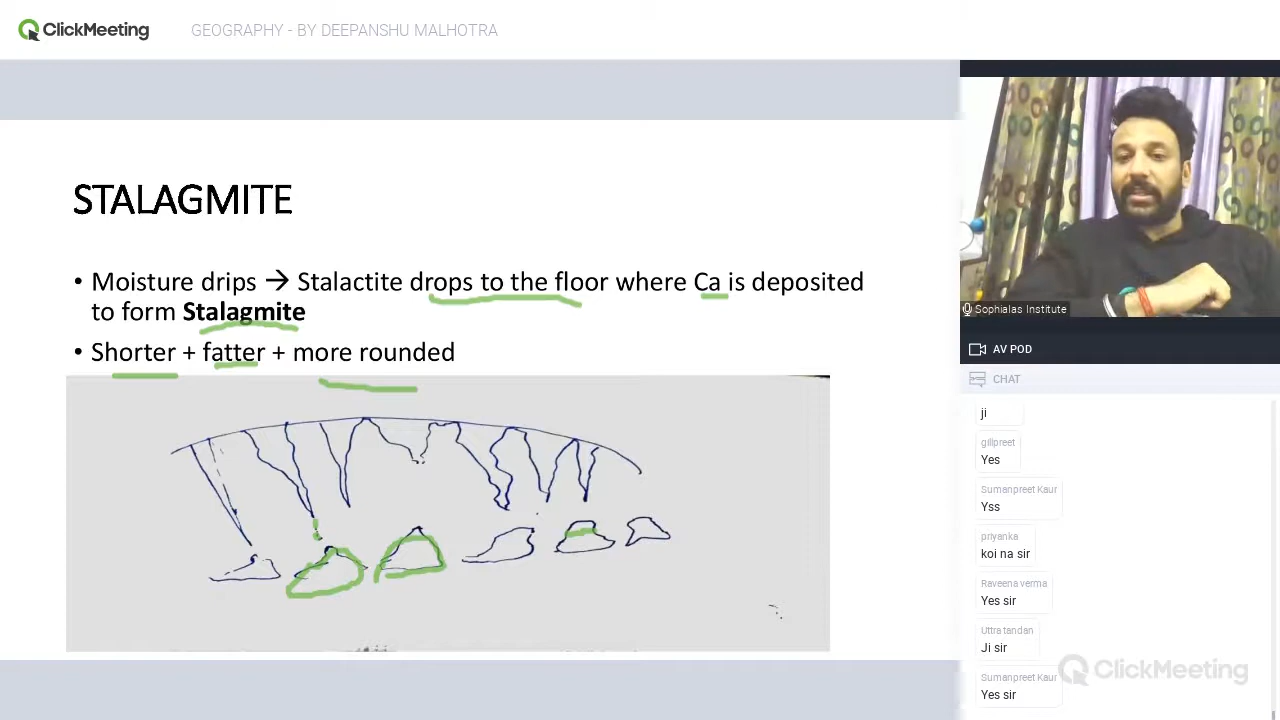 ClickMeeting
GEOGRAPHY - BY DEEPANSHU MALHOTRA
STALAGMITE
• Moisture drips → Stalactite drops to the floor where Ca is deposited
to form Stalagmite
• Shorter + fatter + more rounded
Sophialas Institute
AV POD
CHAT
ji
gillpreet
Yes
Sumanpreet Kaur
Yss
priyanka
koi na sir
Raveena verma
Yes sir
Uttra tandan
Ji sir
Sumanpreet Kaur
Yes sir
ClickMeeting